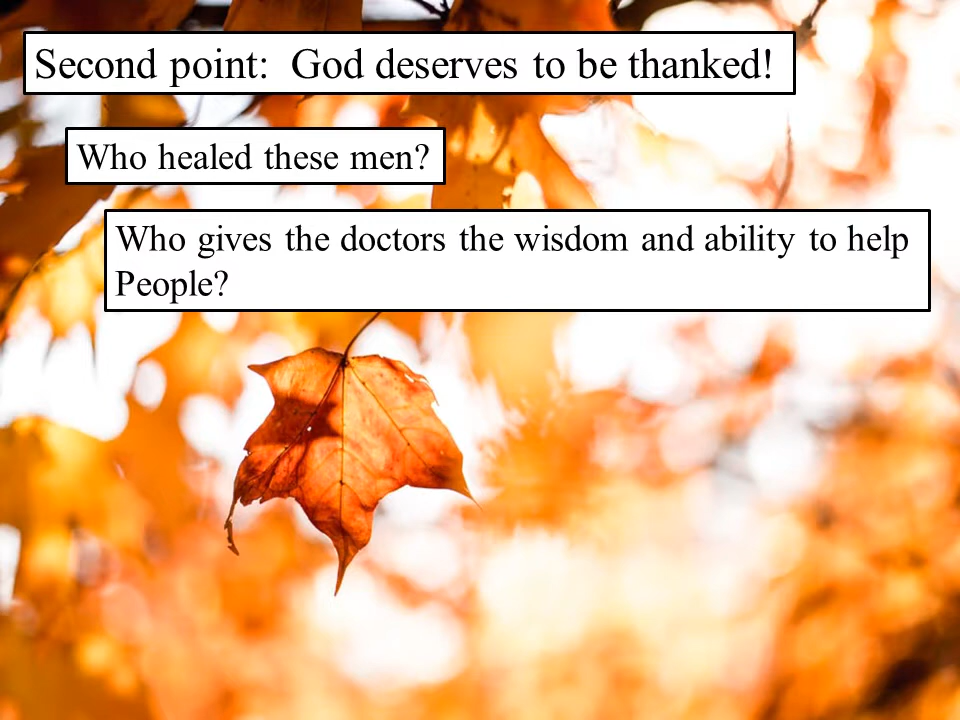 Second point:  God deserves to be thanked!
Who healed these men?
Who gives the doctors the wisdom and ability to help
People?